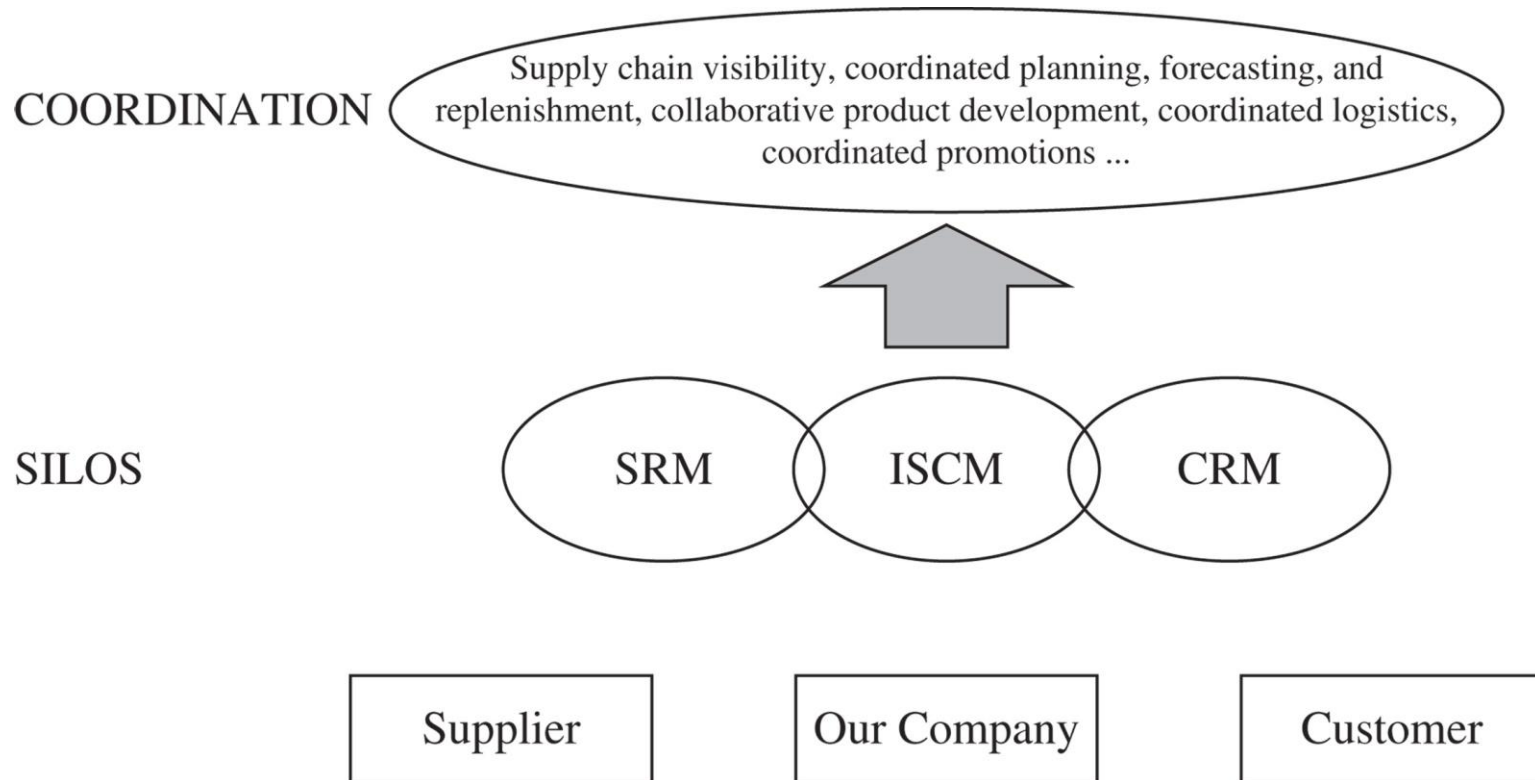 COORDINATION
Supply chain visibility, coordinated planning, forecasting, and
replenishment, collaborative product development, coordinated logistics,
coordinated promotions ...
SILOS
SRM
ISCM
CRM
Supplier
Our Company
Customer